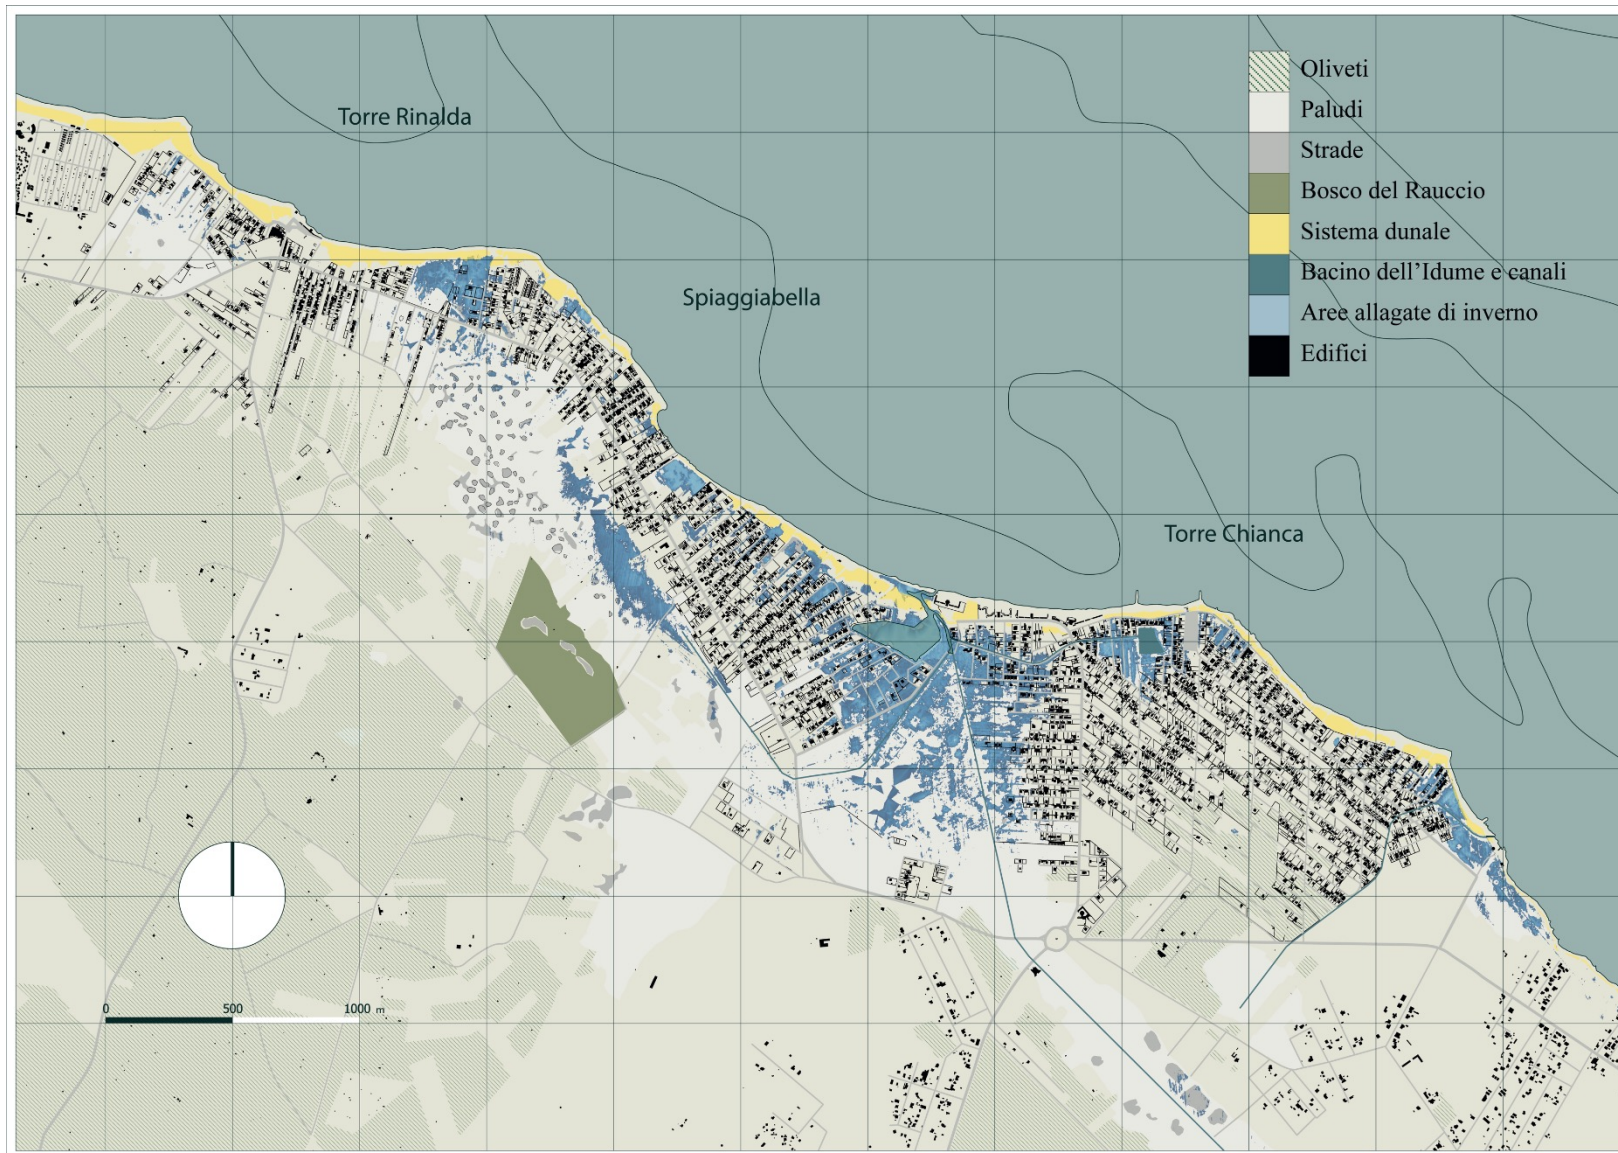 Torre Rinalda
Spiaggiabella
Torre Chianca
Oliveti
Paludi
Strade
Bosco del Rauccio
Sistema dunale
Bacino dell'Idume e canali
Aree allagate di inverno
Edifici
0 500 1000 m